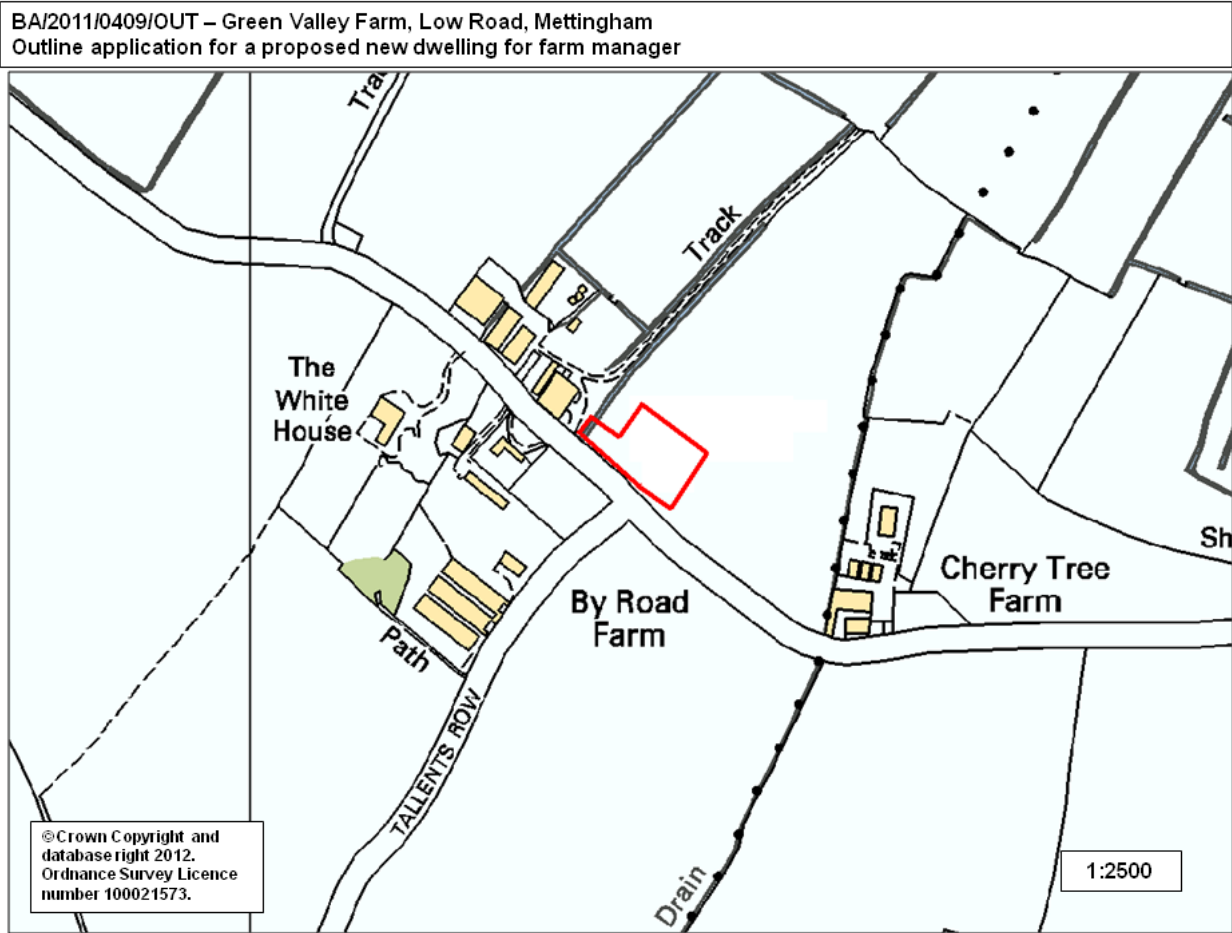 BA/2011/0409/OUT – Green Valley Farm, Low Road, Mettingham
Outline application for a proposed new dwelling for farm manager
Trac
Track
The
White
House
Sh
Cherry Tree
Farm
By Road
Farm
Path
TALLENTS ROW
Drain
©Crown Copyright and
database right 2012.
Ordnance Survey Licence
number 100021573.
1:2500